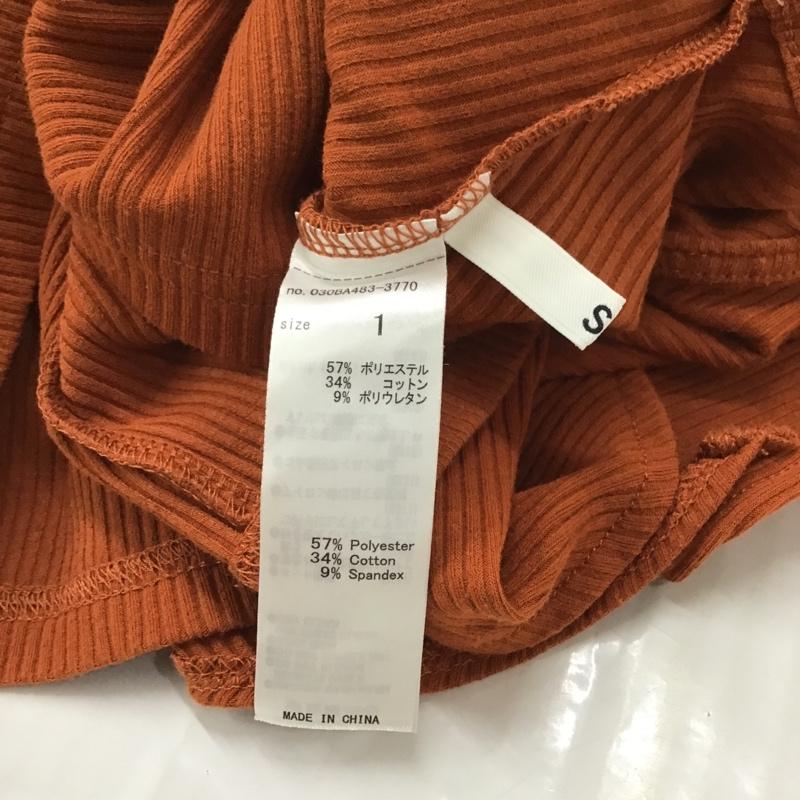 no. 030BA483-3770
size 1
57% ポリエステル
34% コットン
9% ポリウレタン
57% Polyester
34% Cotton
9% Spandex
MADE IN CHINA
S